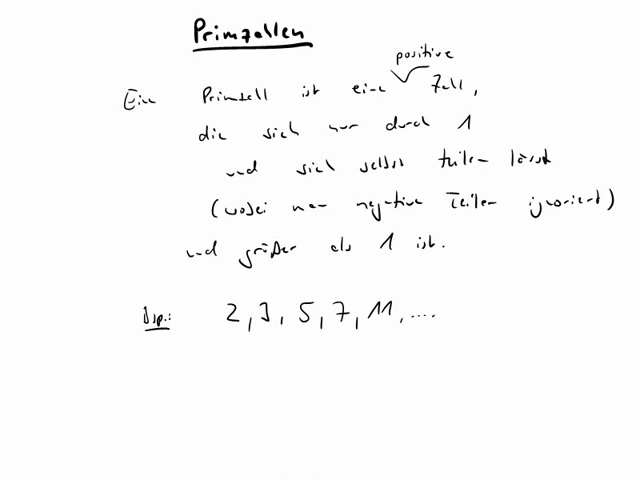 Primzahlen
positive
Eine Primzahl ist eine Zahl,
die sich nur durch 1
und sich selbst teilen lässt
(wobei man negative Teiler ignoriert)
und größer als 1 ist.
Bsp.:  2, 3, 5, 7, 11, ....